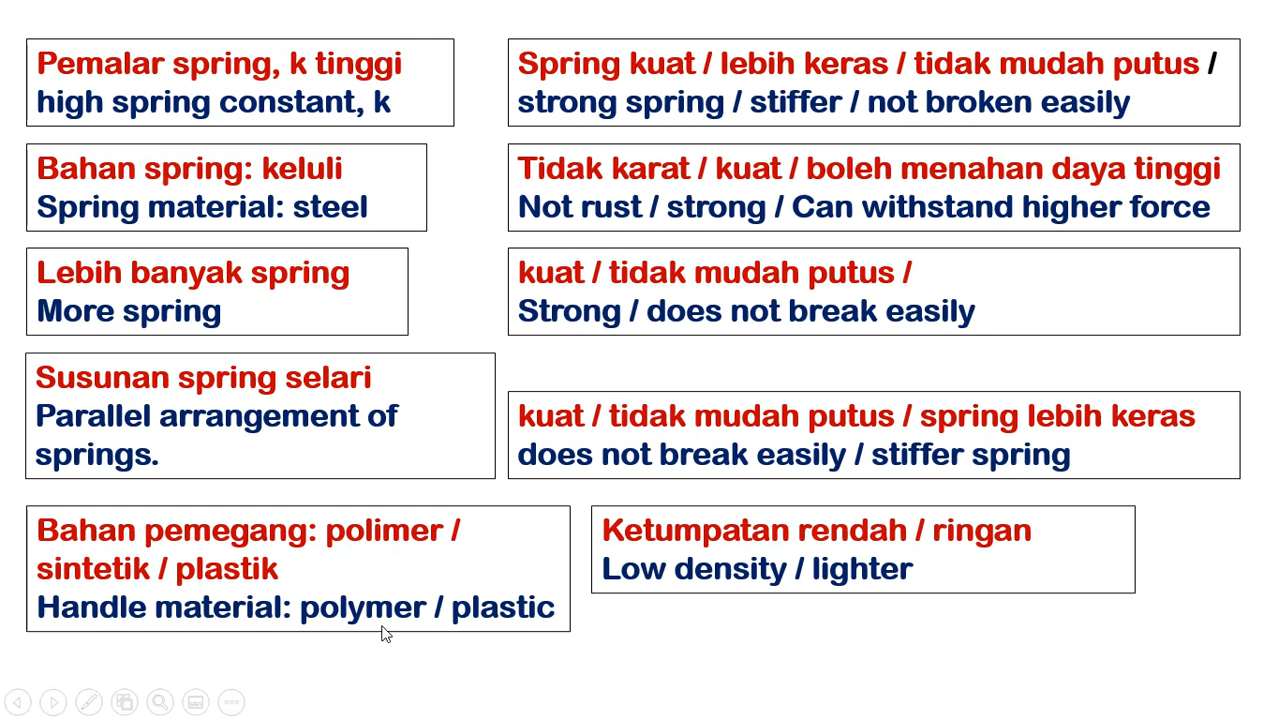 Pemalar spring, k tinggi
high spring constant, k
Spring kuat / lebih keras / tidak mudah putus /
strong spring / stiffer / not broken easily
Bahan spring: keluli
Spring material: steel
Tidak karat / kuat / boleh menahan daya tinggi
Not rust / strong / Can withstand higher force
Lebih banyak spring
More spring
kuat / tidak mudah putus /
Strong / does not break easily
Susunan spring selari
Parallel arrangement of
springs.
kuat / tidak mudah putus / spring lebih keras
does not break easily / stiffer spring
Bahan pemegang: polimer /
sintetik / plastik
Handle material: polymer / plastic
Ketumpatan rendah / ringan
Low density / lighter